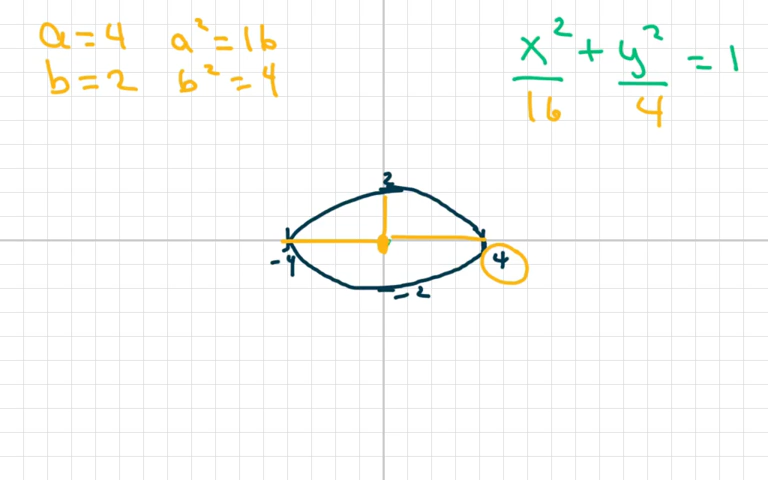 a=4 a²=16
b=2 b²=4
x²/16 + y²/4 = 1
2
-4
4
-2